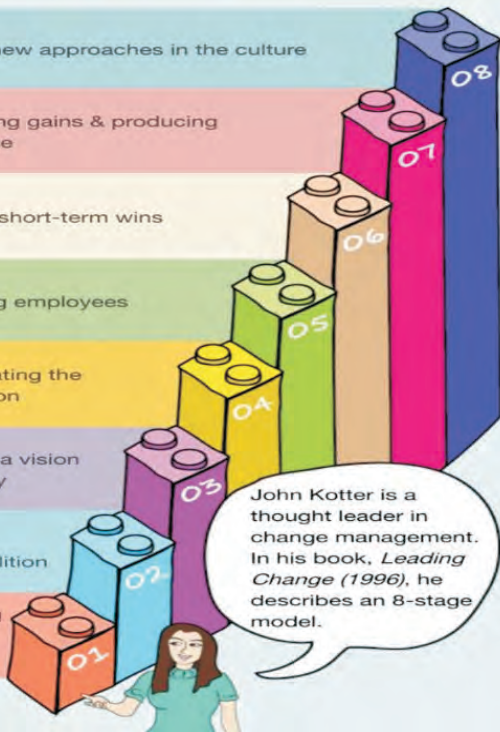 new approaches in the culture
08
ng gains & producing
e
07
short-term wins
06
g employees
05
ating the
on
04
a vision
y
03
lition
02
01
John Kotter is a
thought leader in
change management.
In his book, Leading
Change (1996), he
describes an 8-stage
model.